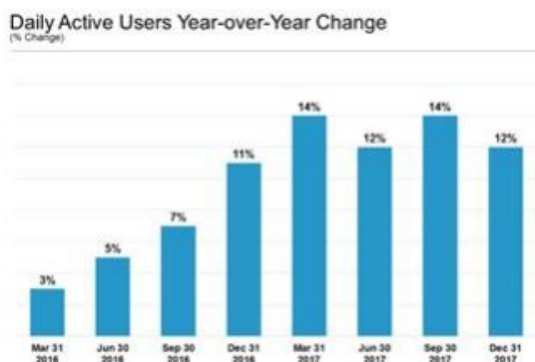 Daily Active Users Year-over-Year Change
(% Change)
14%
14%
12%
12%
11%
7%
5%
3%
Mar 31 Jun 30 Sep 30 Dec 31 Mar 31 Jun 30 Sep 30 Dec 31
2016 2016 2016 2016 2017 2017 2017 2017